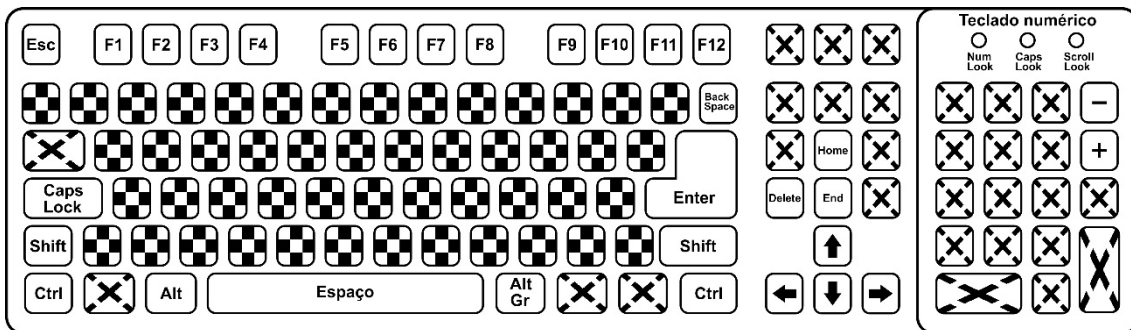 Teclado numérico
Esc F1 F2 F3 F4 F5 F6 F7 F8 F9 F10 F11 F12
Num Look
Caps Look
Scroll Look
Back Space
−
Home
+
Caps Lock
Enter
Delete
End
Shift
Shift
Ctrl
Alt
Espaço
Alt Gr
Ctrl